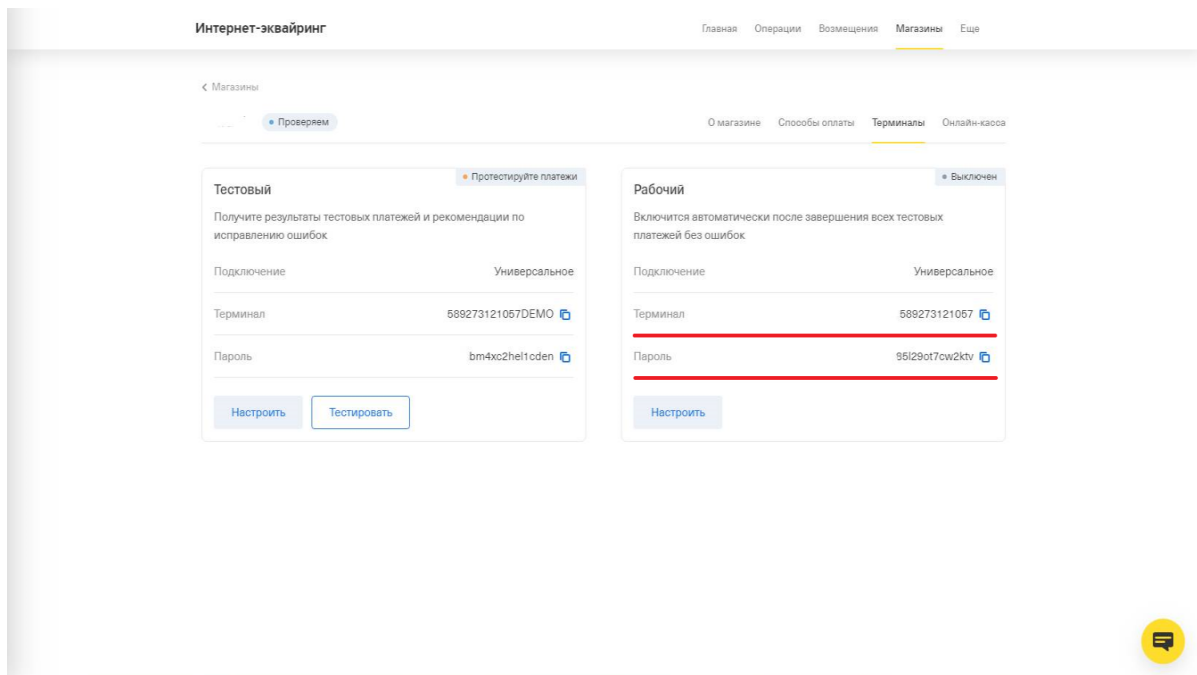 Интернет-эквайринг
Главная Операции Возмещения Магазины Еще
Магазины
Проверяем
О магазине Способы оплаты Терминалы Онлайн-касса
Протестируйте платежи
Тестовый
Получите результаты тестовых платежей и рекомендации по
исправлению ошибок
Подключение Универсальное
Терминал 589273121057DEMO
Пароль bm4xc2hel1cden
Настроить Тестировать
Выключен
Рабочий
Включится автоматически после завершения всех тестовых
платежей без ошибок
Подключение Универсальное
Терминал 589273121057
Пароль 95l29ot7cw2ktv
Настроить